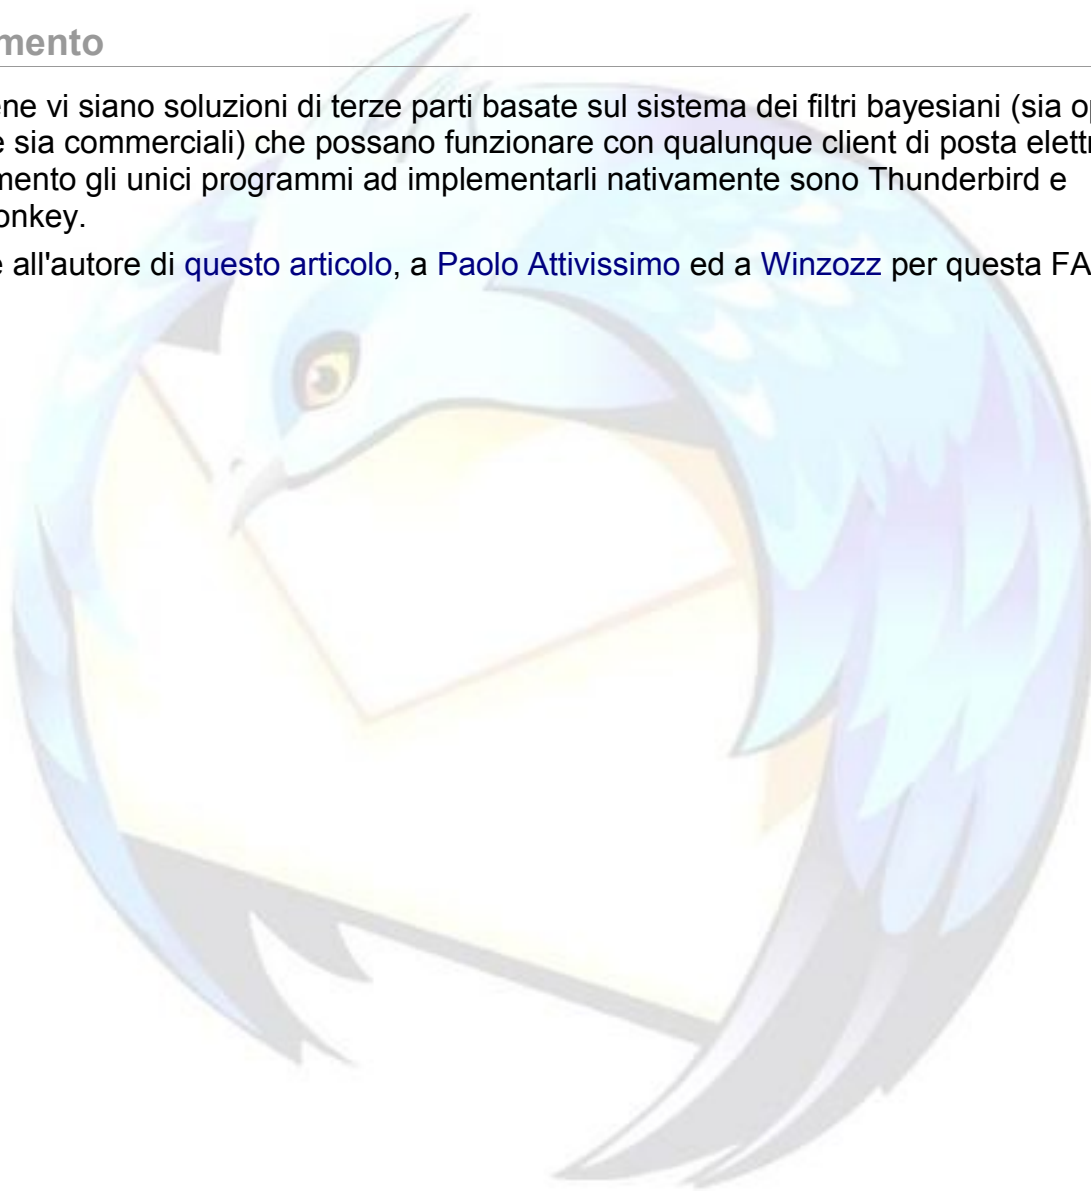 mento
ne vi siano soluzioni di terze parti basate sul sistema dei filtri bayesiani (sia op
e sia commerciali) che possano funzionare con qualunque client di posta elettr
mento gli unici programmi ad implementarli nativamente sono Thunderbird e
onkey.
e all'autore di questo articolo, a Paolo Attivissimo ed a Winzozz per questa FA